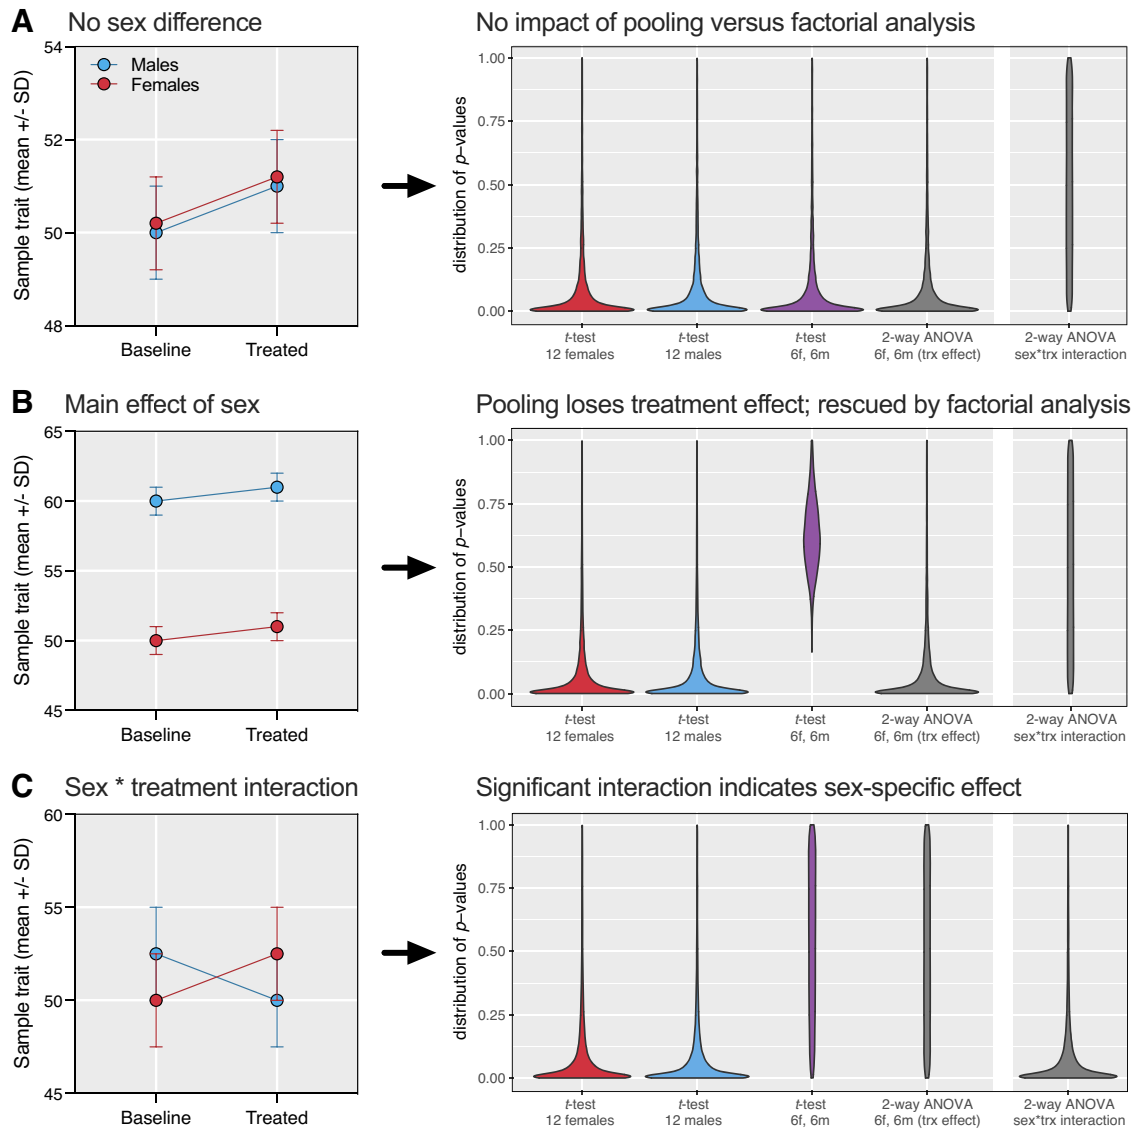 A No sex difference
No impact of pooling versus factorial analysis
Sample trait (mean +/- SD)
54
52
50
48
Males
Females
Baseline Treated
distribution of p–values
1.00
0.75
0.50
0.25
0.00
t-test
12 females
t-test
12 males
t-test
6f, 6m
2-way ANOVA
6f, 6m (trx effect)
2-way ANOVA
sex*trx interaction
B Main effect of sex
Pooling loses treatment effect; rescued by factorial analysis
Sample trait (mean +/- SD)
65
60
55
50
45
Baseline Treated
distribution of p–values
1.00
0.75
0.50
0.25
0.00
t-test
12 females
t-test
12 males
t-test
6f, 6m
2-way ANOVA
6f, 6m (trx effect)
2-way ANOVA
sex*trx interaction
C Sex * treatment interaction
Significant interaction indicates sex-specific effect
Sample trait (mean +/- SD)
60
55
50
45
Baseline Treated
distribution of p–values
1.00
0.75
0.50
0.25
0.00
t-test
12 females
t-test
12 males
t-test
6f, 6m
2-way ANOVA
6f, 6m (trx effect)
2-way ANOVA
sex*trx interaction